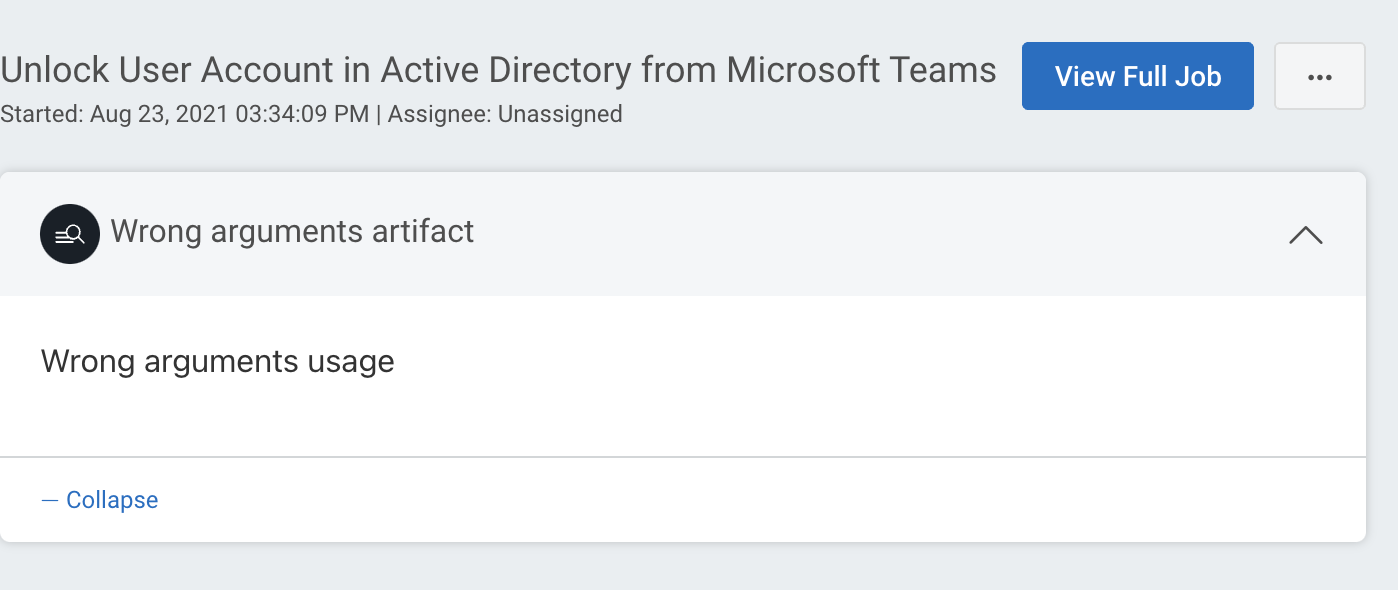 Unlock User Account in Active Directory from Microsoft Teams
View Full Job
...
Started: Aug 23, 2021 03:34:09 PM | Assignee: Unassigned
Wrong arguments artifact
Wrong arguments usage
— Collapse